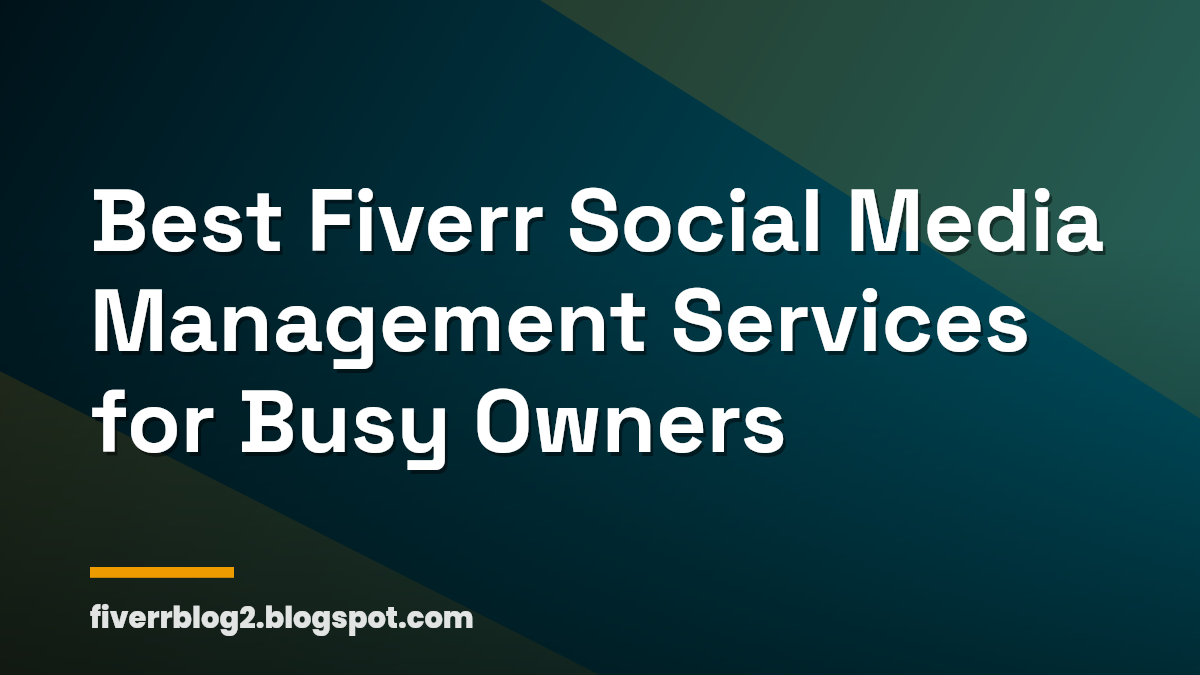 Best Fiverr Social Media
Management Services
for Busy Owners
fiverrblog2.blogspot.com